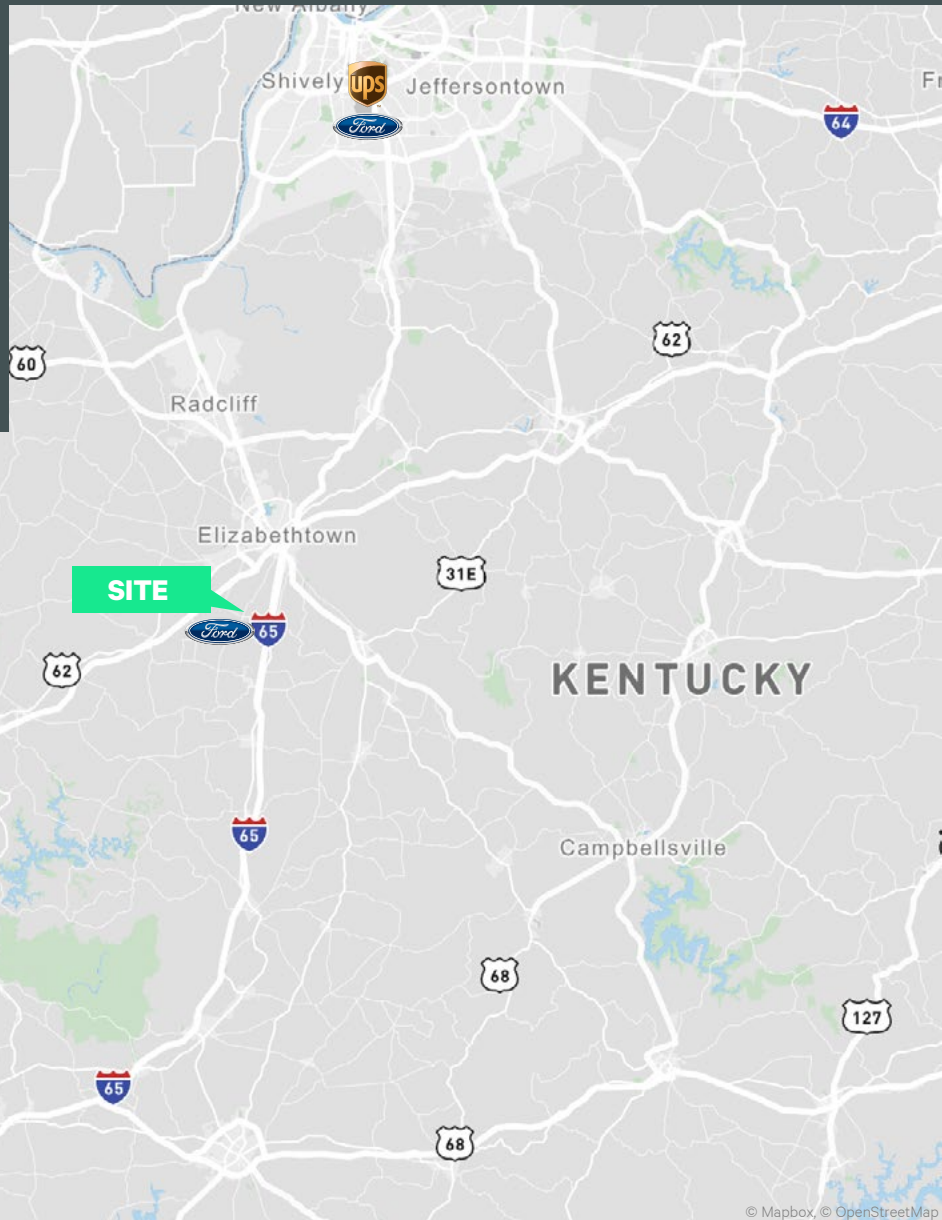 New Albany
Shively
ups
Jeffersontown
Fr
Ford
64
62
60
Radcliff
Elizabethtown
31E
SITE
Ford
65
62
KENTUCKY
65
Campbellsville
68
127
65
68
© Mapbox, © OpenStreetMap